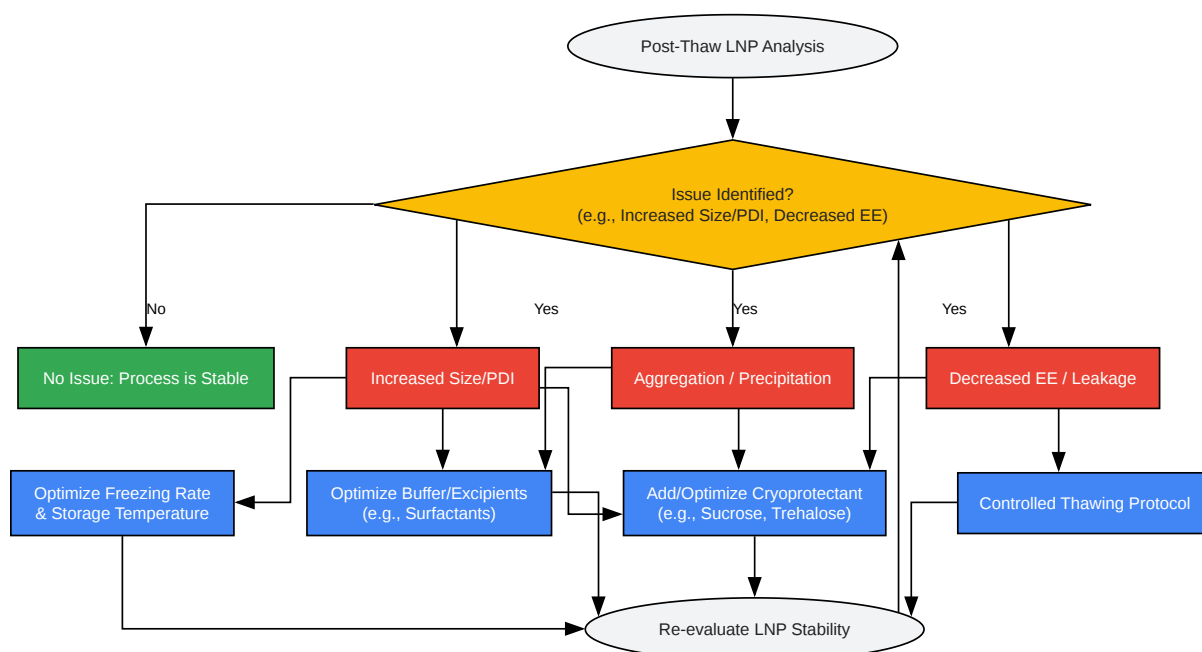 Post-Thaw LNP Analysis
Issue Identified?
(e.g., Increased Size/PDI, Decreased EE)
No
Yes
Yes
Yes
No Issue: Process is Stable
Increased Size/PDI
Aggregation / Precipitation
Decreased EE / Leakage
Optimize Freezing Rate
& Storage Temperature
Optimize Buffer/Excipients
(e.g., Surfactants)
Add/Optimize Cryoprotectant
(e.g., Sucrose, Trehalose)
Controlled Thawing Protocol
Re-evaluate LNP Stability